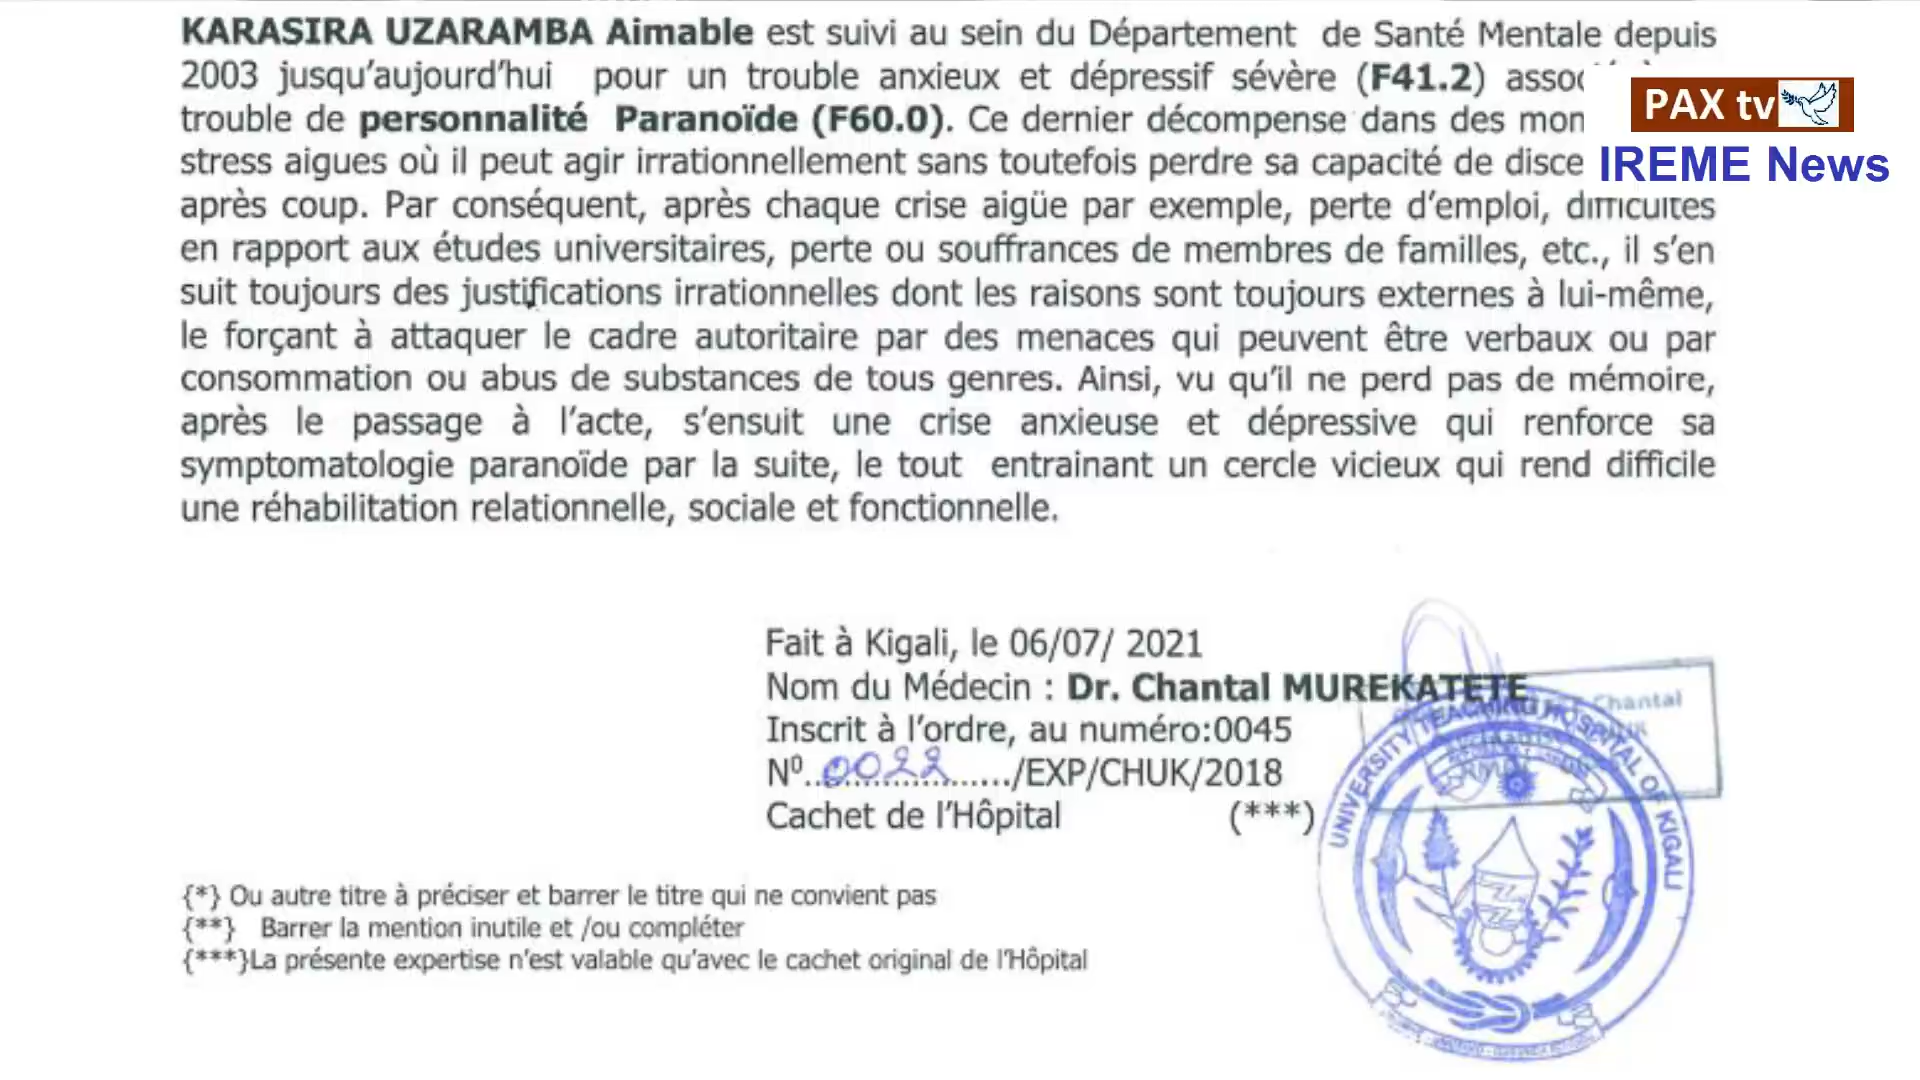 KARASIRA UZARAMBA Aimable est suivi au sein du Département de Santé Mentale depuis
2003 jusqu'aujourd'hui pour un trouble anxieux et dépressif sévère (F41.2)
PAX tv
trouble de personnalité Paranoïde (F60.0). Ce dernier décompense dans des
stress aigues où il peut agir irrationnellement sans toutefois perdre sa capacité de
IREME News
après coup. Par conséquent, après chaque crise aigüe par exemple, perte d'emploi, difficultés
en rapport aux études universitaires, perte ou souffrances de membres de familles, etc., il s'en
suit toujours des justifications irrationnelles dont les raisons sont toujours externes à lui-même,
le forçant à attaquer le cadre autoritaire par des menaces qui peuvent être verbaux ou par
consommation ou abus de substances de tous genres. Ainsi, vu qu'il ne perd pas de mémoire,
après le passage à l'acte, s'ensuit une crise anxieuse et dépressive qui renforce sa
symptomatologie paranoïde par la suite, le tout entrainant un cercle vicieux qui rend difficile
une réhabilitation relationnelle, sociale et fonctionnelle.
Fait à Kigali, le 06/07/ 2021
Nom du Médecin : Dr. Chantal MUREKATETE
Chantal
Inscrit à l'ordre, au numéro:0045
N⁰..0022....../EXP/CHUK/2018
Cachet de l'Hôpital (***)
UNIVERSITY TEACHING HOSPITAL OF KIGALI
{*} Ou autre titre à préciser et barrer le titre qui ne convient pas
{**} Barrer la mention inutile et /ou compléter
{***}La présente expertise n'est valable qu'avec le cachet original de l'Hôpital